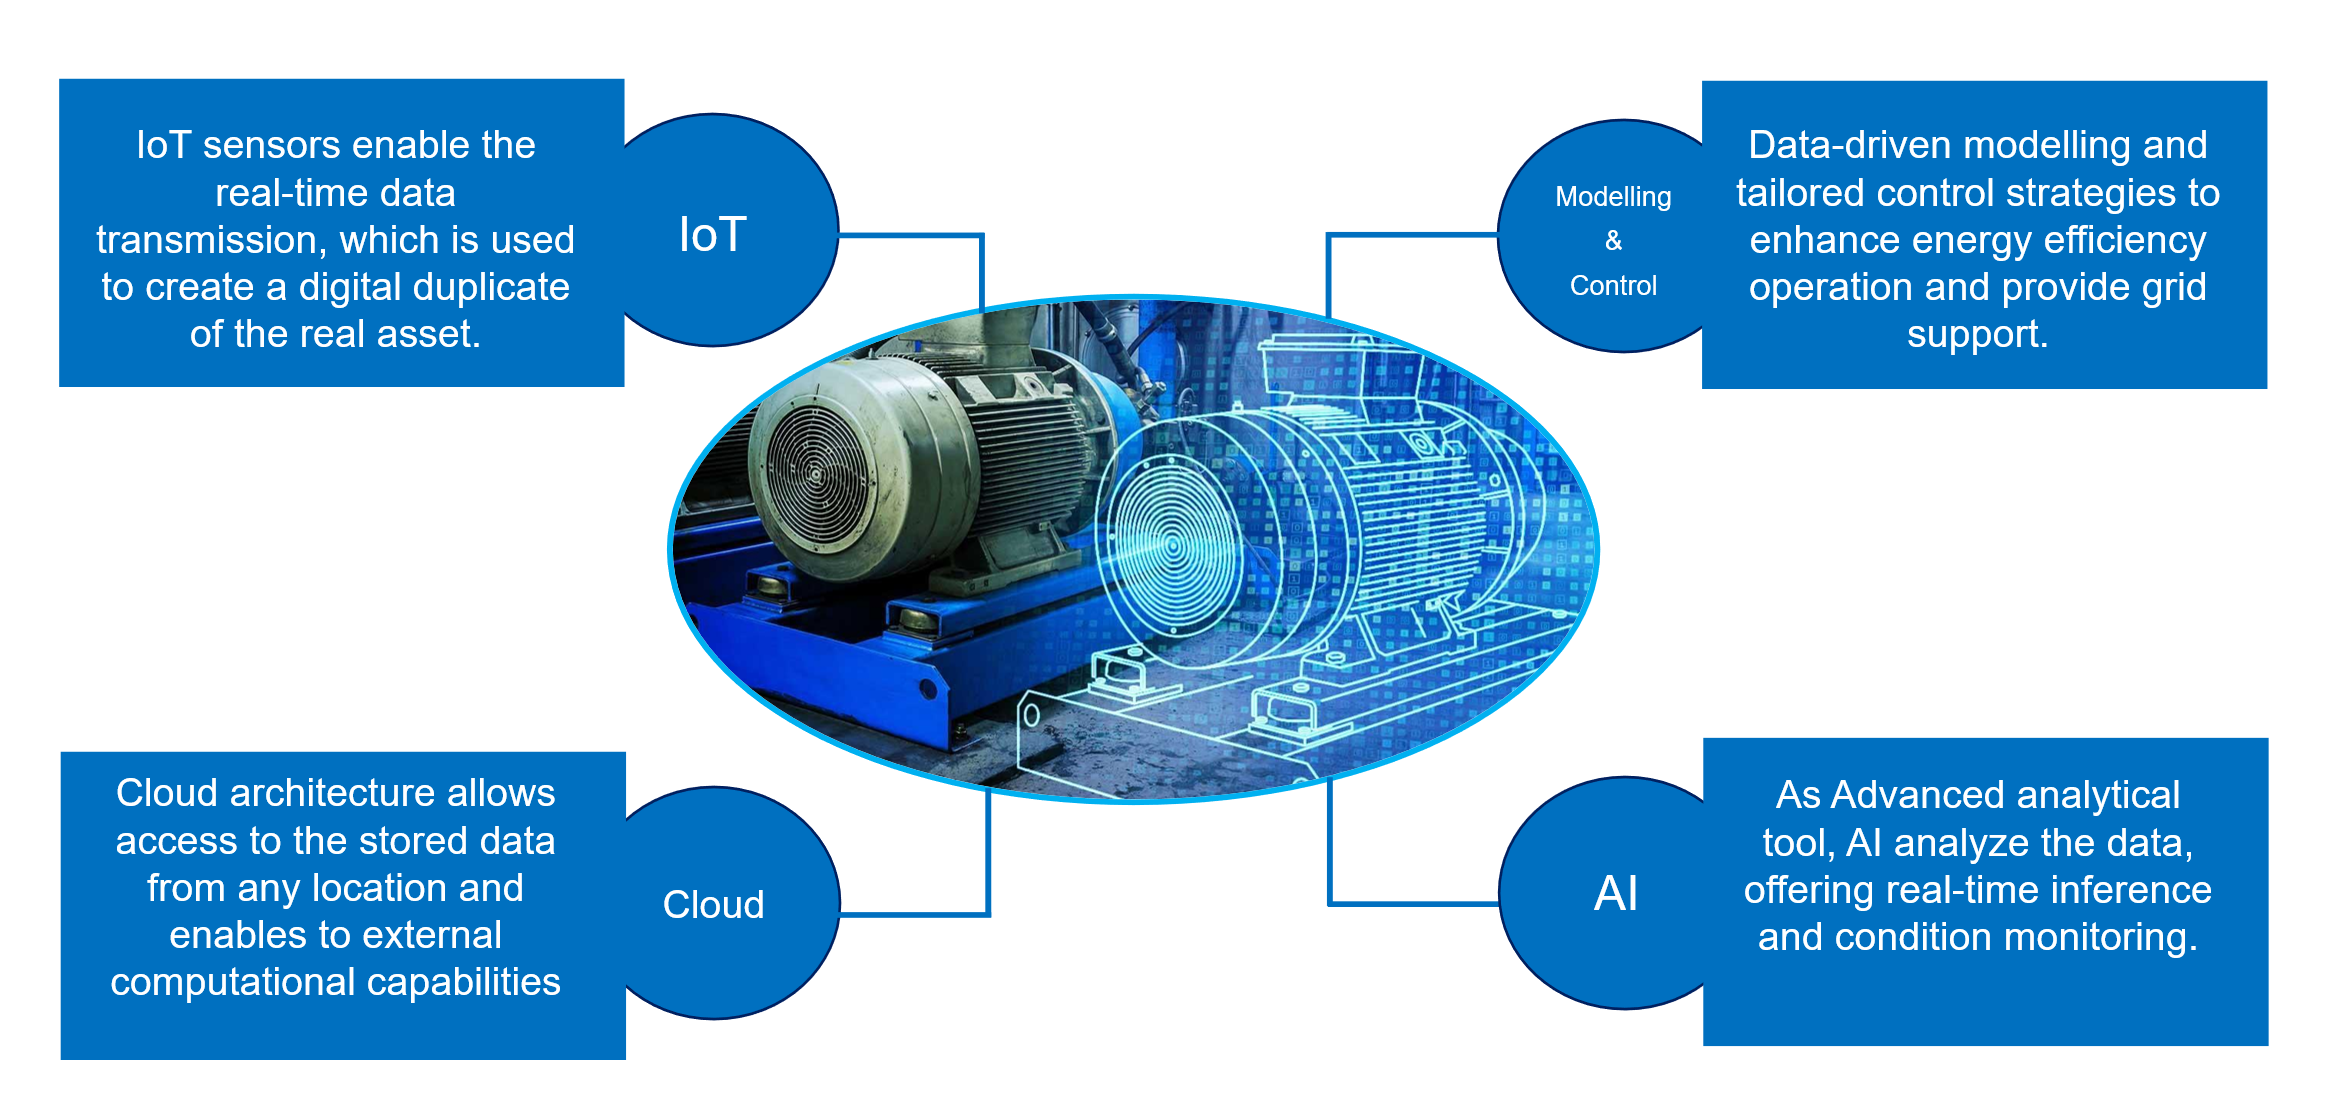 IoT sensors enable the
real-time data
transmission, which is used
to create a digital duplicate
of the real asset.
IoT
Modelling
&
Control
Data-driven modelling and
tailored control strategies to
enhance energy efficiency
operation and provide grid
support.
Cloud architecture allows
access to the stored data
from any location and
enables to external
computational capabilities
Cloud
AI
As Advanced analytical
tool, AI analyze the data,
offering real-time inference
and condition monitoring.